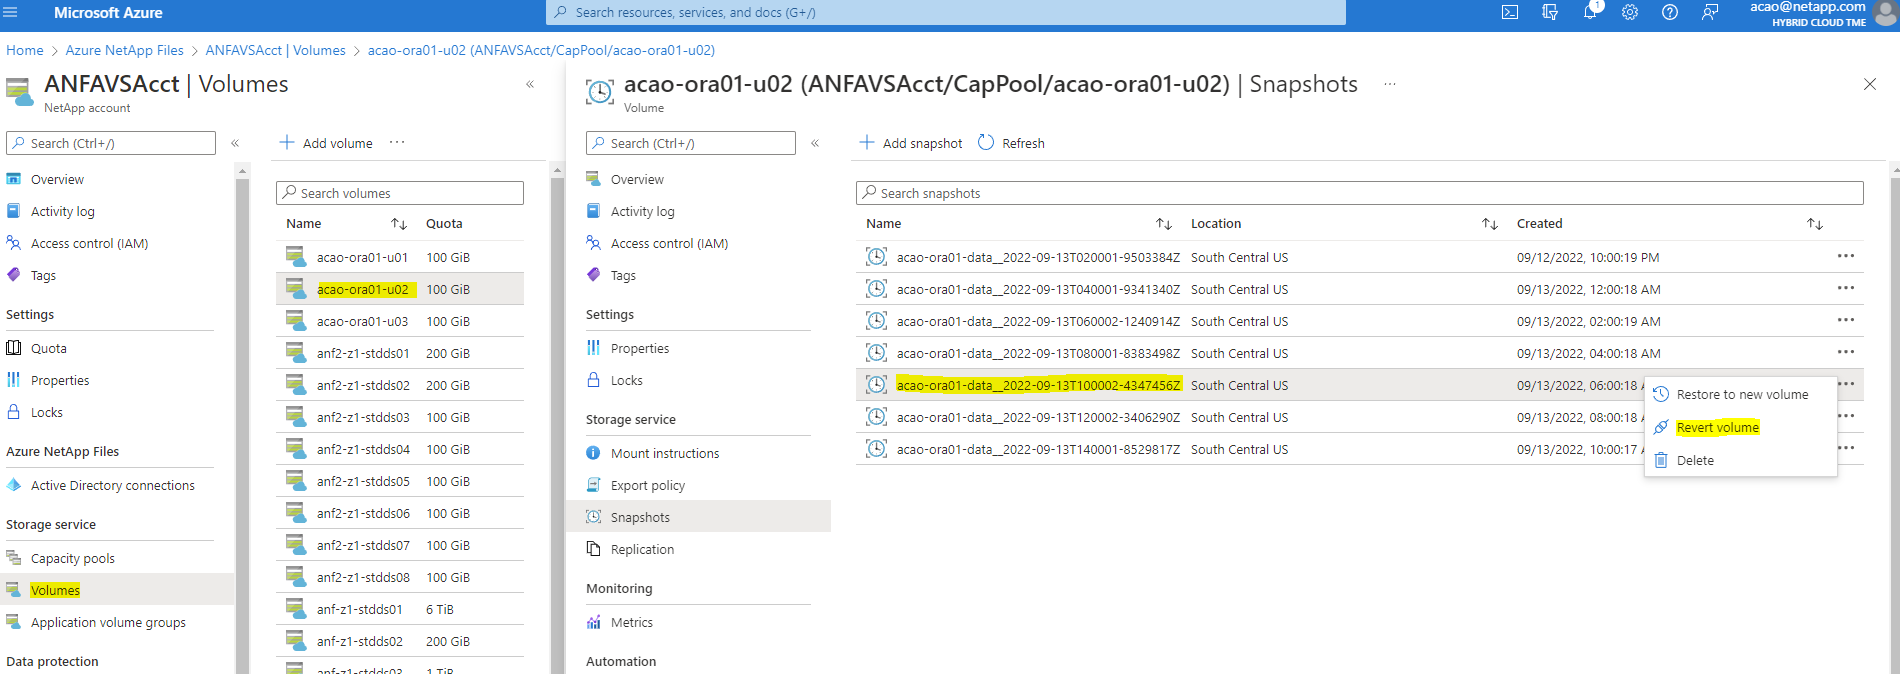 Microsoft Azure
Search resources, services, and docs (G+/)
1
acao@netapp.com
HYBRID CLOUD TME
Home > Azure NetApp Files > ANFAVSAcct | Volumes > acao-ora01-u02 (ANFAVSAcct/CapPool/acao-ora01-u02)
ANFAVSAcct | Volumes
NetApp account
Search (Ctrl+/)
Overview
Activity log
Access control (IAM)
Tags
Settings
Quota
Properties
Locks
Azure NetApp Files
Active Directory connections
Storage service
Capacity pools
Volumes
Application volume groups
Data protection
Add volume
Search volumes
Name Quota
acao-ora01-u01 100 GiB
acao-ora01-u02 100 GiB
acao-ora01-u03 100 GiB
anf2-z1-stdds01 200 GiB
anf2-z1-stdds02 200 GiB
anf2-z1-stdds03 100 GiB
anf2-z1-stdds04 100 GiB
anf2-z1-stdds05 100 GiB
anf2-z1-stdds06 100 GiB
anf2-z1-stdds07 100 GiB
anf2-z1-stdds08 100 GiB
anf-z1-stdds01 6 TiB
anf-z1-stdds02 200 GiB
anf-z1-stdds03 1 TiB
acao-ora01-u02 (ANFAVSAcct/CapPool/acao-ora01-u02) | Snapshots
Volume
Search (Ctrl+/)
Overview
Activity log
Access control (IAM)
Tags
Settings
Properties
Locks
Storage service
Mount instructions
Export policy
Snapshots
Replication
Monitoring
Metrics
Automation
Add snapshot Refresh
Search snapshots
Name Location Created
acao-ora01-data__2022-09-13T020001-9503384Z South Central US 09/12/2022, 10:00:19 PM
acao-ora01-data__2022-09-13T040001-9341340Z South Central US 09/13/2022, 12:00:18 AM
acao-ora01-data__2022-09-13T060002-1240914Z South Central US 09/13/2022, 02:00:19 AM
acao-ora01-data__2022-09-13T080001-8383498Z South Central US 09/13/2022, 04:00:18 AM
acao-ora01-data__2022-09-13T100002-4347456Z South Central US 09/13/2022, 06:00:18
acao-ora01-data__2022-09-13T120002-3406290Z South Central US 09/13/2022, 08:00:18
acao-ora01-data__2022-09-13T140001-8529817Z South Central US 09/13/2022, 10:00:17
Restore to new volume
Revert volume
Delete